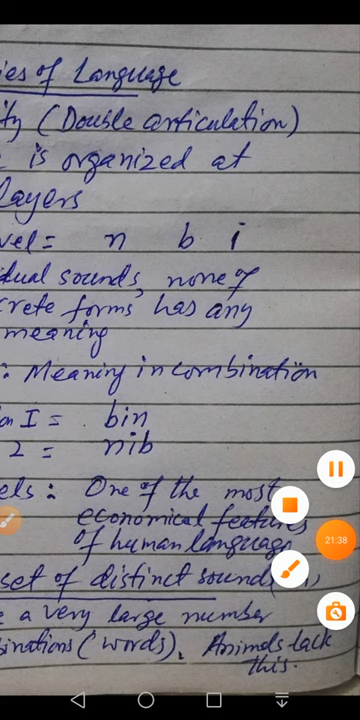 ies of Language
ity (Double articulation)
is organized at
layers
vel = n b i
dual sounds, none of
crete forms has any
meaning
: Meaning in combination
on I = bin
2 = nib
els : One of the most
economical features
of human language
set of distinct sounds
a very large number
binations (words). Animals lack
this.
21:38